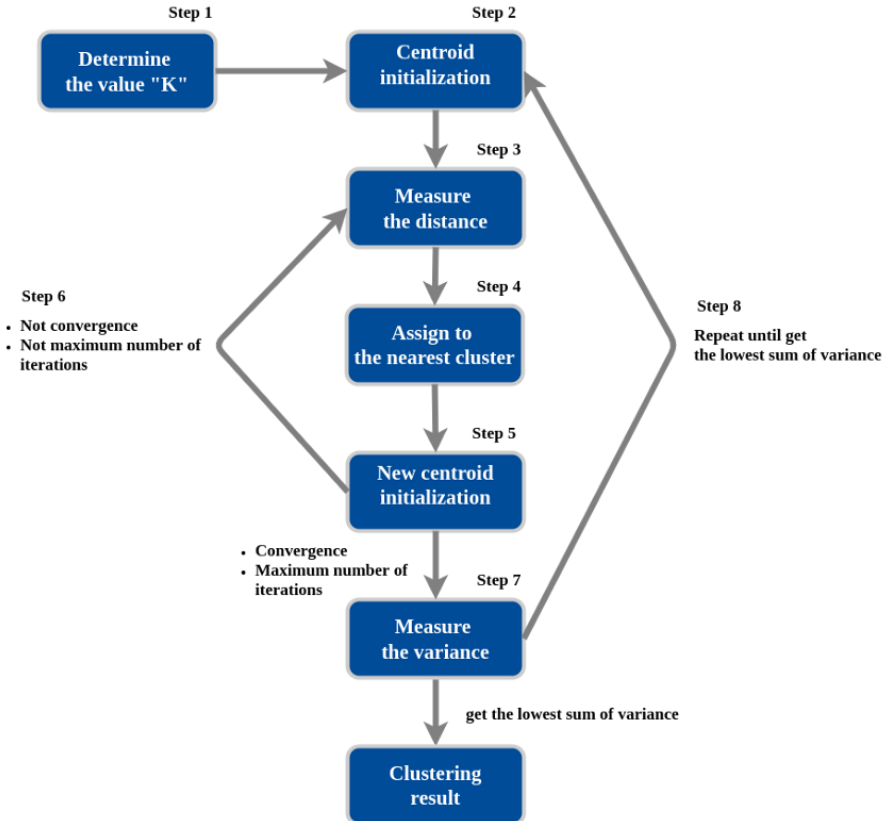 Step 1
Determine
the value "K"
Step 2
Centroid
initialization
Step 3
Measure
the distance
Step 4
Assign to
the nearest cluster
Step 5
New centroid
initialization
Step 6
• Not convergence
• Not maximum number of
iterations
• Convergence
• Maximum number of
iterations
Step 7
Measure
the variance
Step 8
Repeat until get
the lowest sum of variance
get the lowest sum of variance
Clustering
result